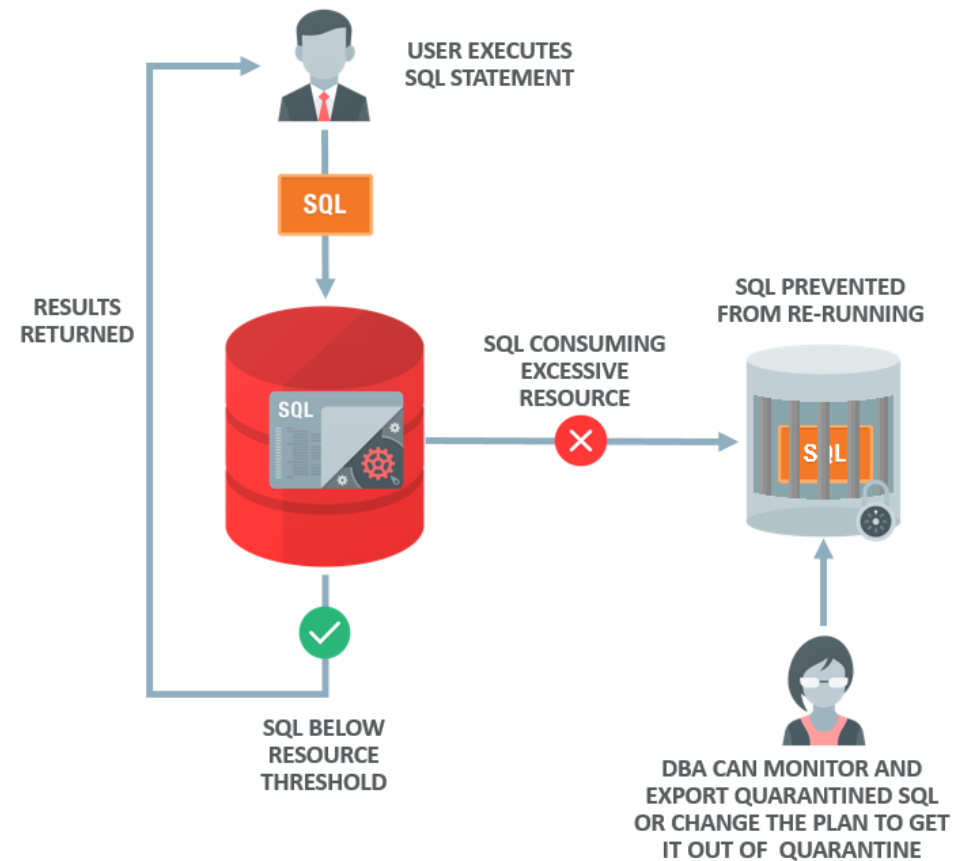 USER EXECUTES
SQL STATEMENT
SQL
RESULTS
RETURNED
SQL PREVENTED
FROM RE-RUNNING
SQL CONSUMING
EXCESSIVE
RESOURCE
SQL
SQL
SQL BELOW
RESOURCE
THRESHOLD
DBA CAN MONITOR AND
EXPORT QUARANTINED SQL
OR CHANGE THE PLAN TO GET
IT OUT OF QUARANTINE